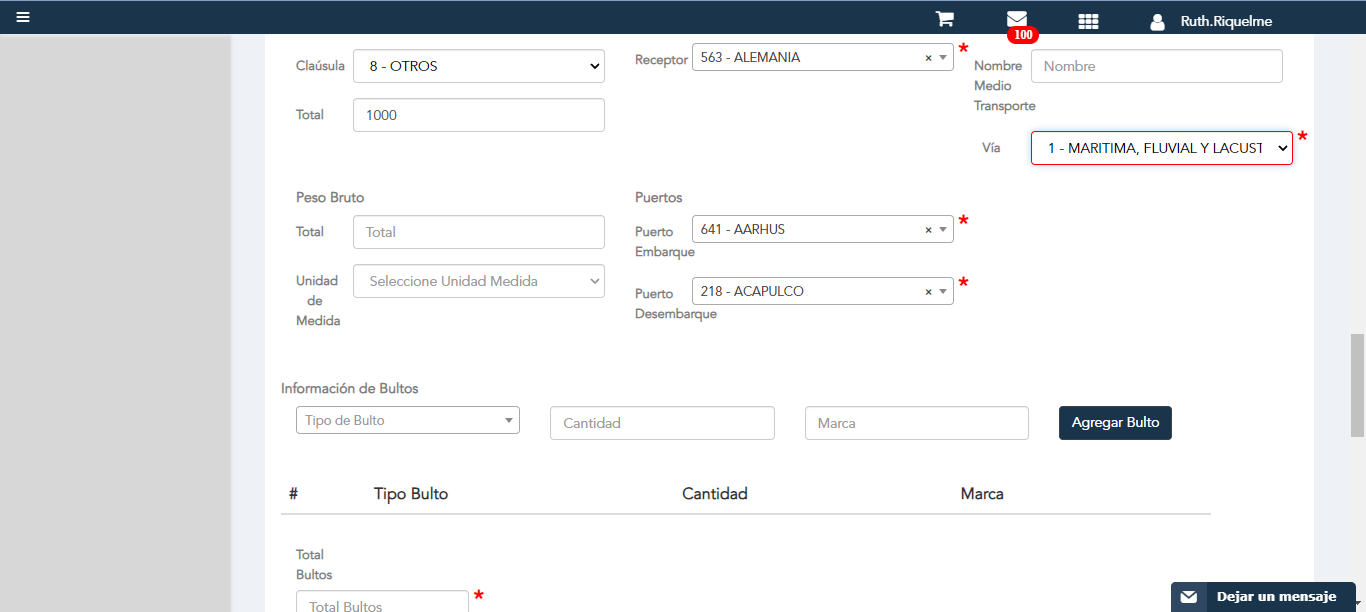 Ruth.Riquelme
100
Claúsula
8 - OTROS
Total
1000
Receptor
563 - ALEMANIA
×
*
Nombre
Medio
Transporte
Nombre
Vía
1 - MARITIMA, FLUVIAL Y LACUST
*
Peso Bruto
Total
Total
Unidad
de
Medida
Seleccione Unidad Medida
Puertos
Puerto
Embarque
641 - AARHUS
×
*
Puerto
Desembarque
218 - ACAPULCO
×
*
Información de Bultos
Tipo de Bulto
Cantidad
Marca
Agregar Bulto
# Tipo Bulto Cantidad Marca
Total
Bultos
Total Bultos
*
Dejar un mensaje